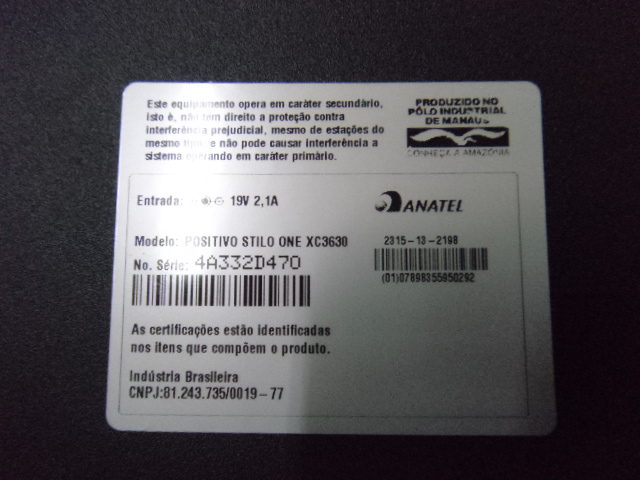 Este equipamento opera em caráter secundário,
isto é, não tem direito a proteção contra
interferência prejudicial, mesmo de estações do
mesmo tipo, e não pode causar interferência a
sistema operando em caráter primário.
PRODUZIDO NO
PÓLO INDUSTRIAL
DE MANAUS
CONHEÇA A AMAZÔNIA
Entrada: 19V 2,1A
ANATEL
Modelo: POSITIVO STILO ONE XC3630
No. Série: 4A332D470
2315-13-2198
(01)07898355950292
As certificações estão identificadas
nos itens que compõem o produto.
Indústria Brasileira
CNPJ:81.243.735/0019-77